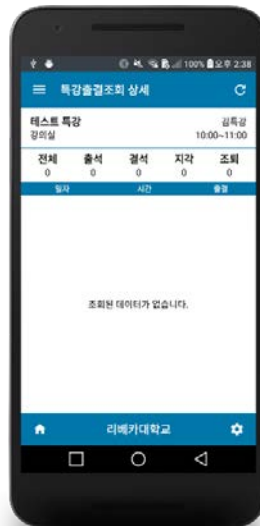 100% 오후 2:38
특강출결조회 상세
테스트 특강 김특강
강의실 10:00~11:00
전체 출석 결석 지각 조퇴
0 0 0 0 0
일자 시간 출결
조회된 데이터가 없습니다.
리베카대학교